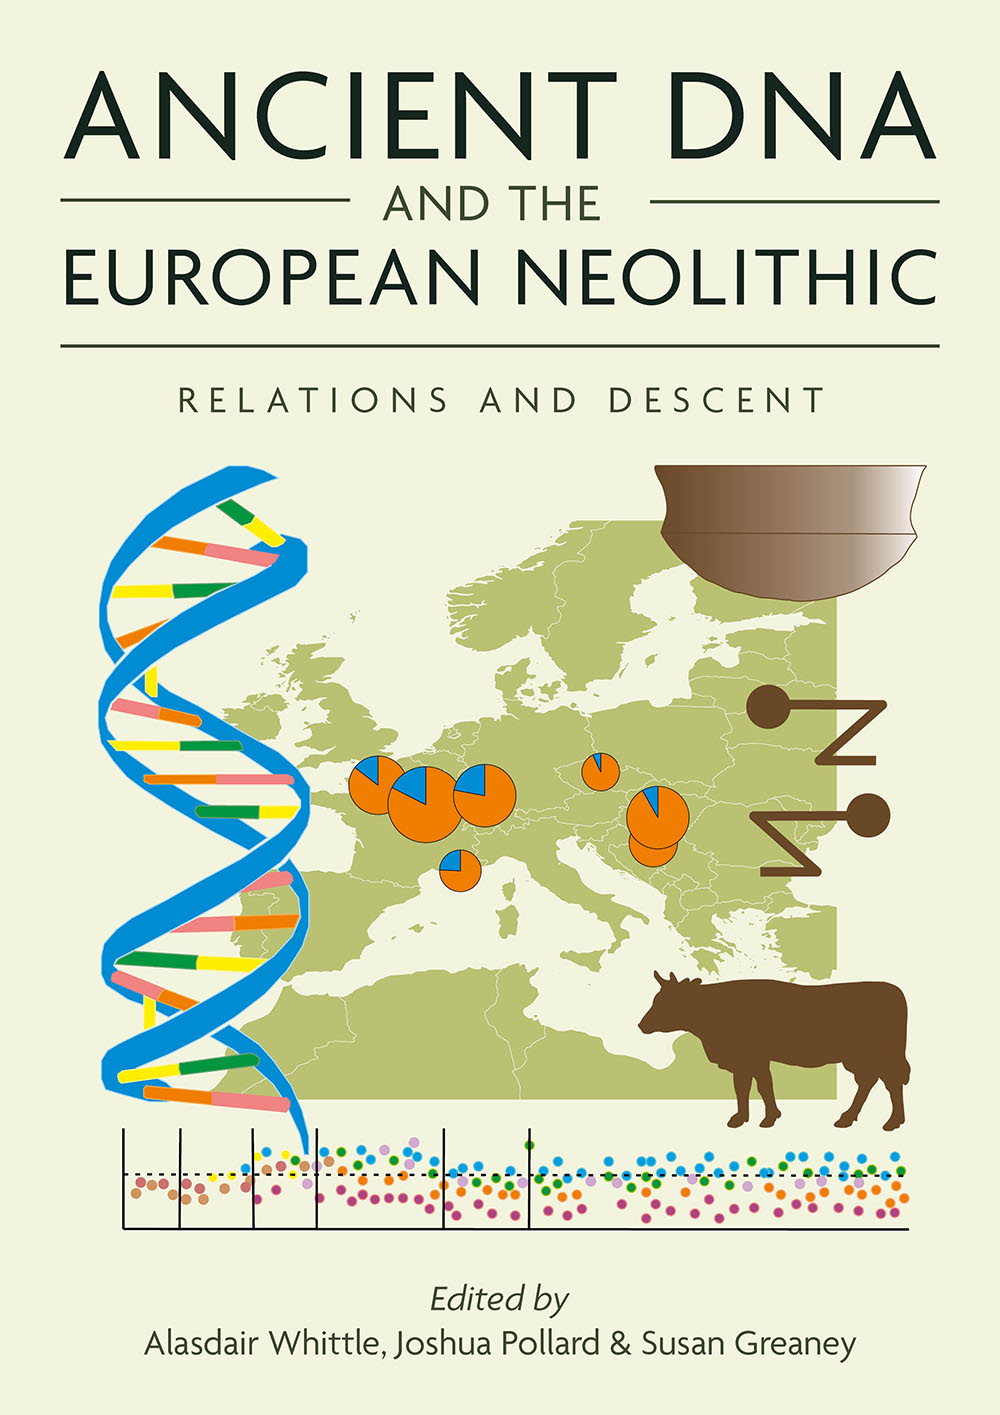 ANCIENT DNA
AND THE
EUROPEAN NEOLITHIC
RELATIONS AND DESCENT
Edited by
Alasdair Whittle, Joshua Pollard & Susan Greaney